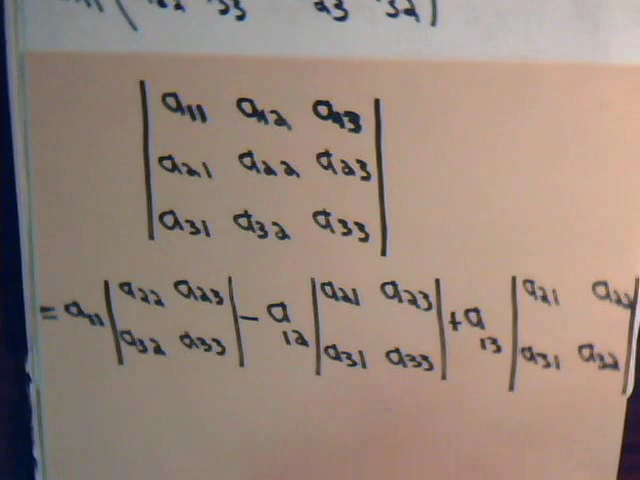 | a11 a12 a13 |
| a21 a22 a23 |
| a31 a32 a33 |
= a11 | a22 a23 | - a12 | a21 a23 | + a13 | a21 a22 |
| a32 a33 | | a31 a33 | | a31 a32 |